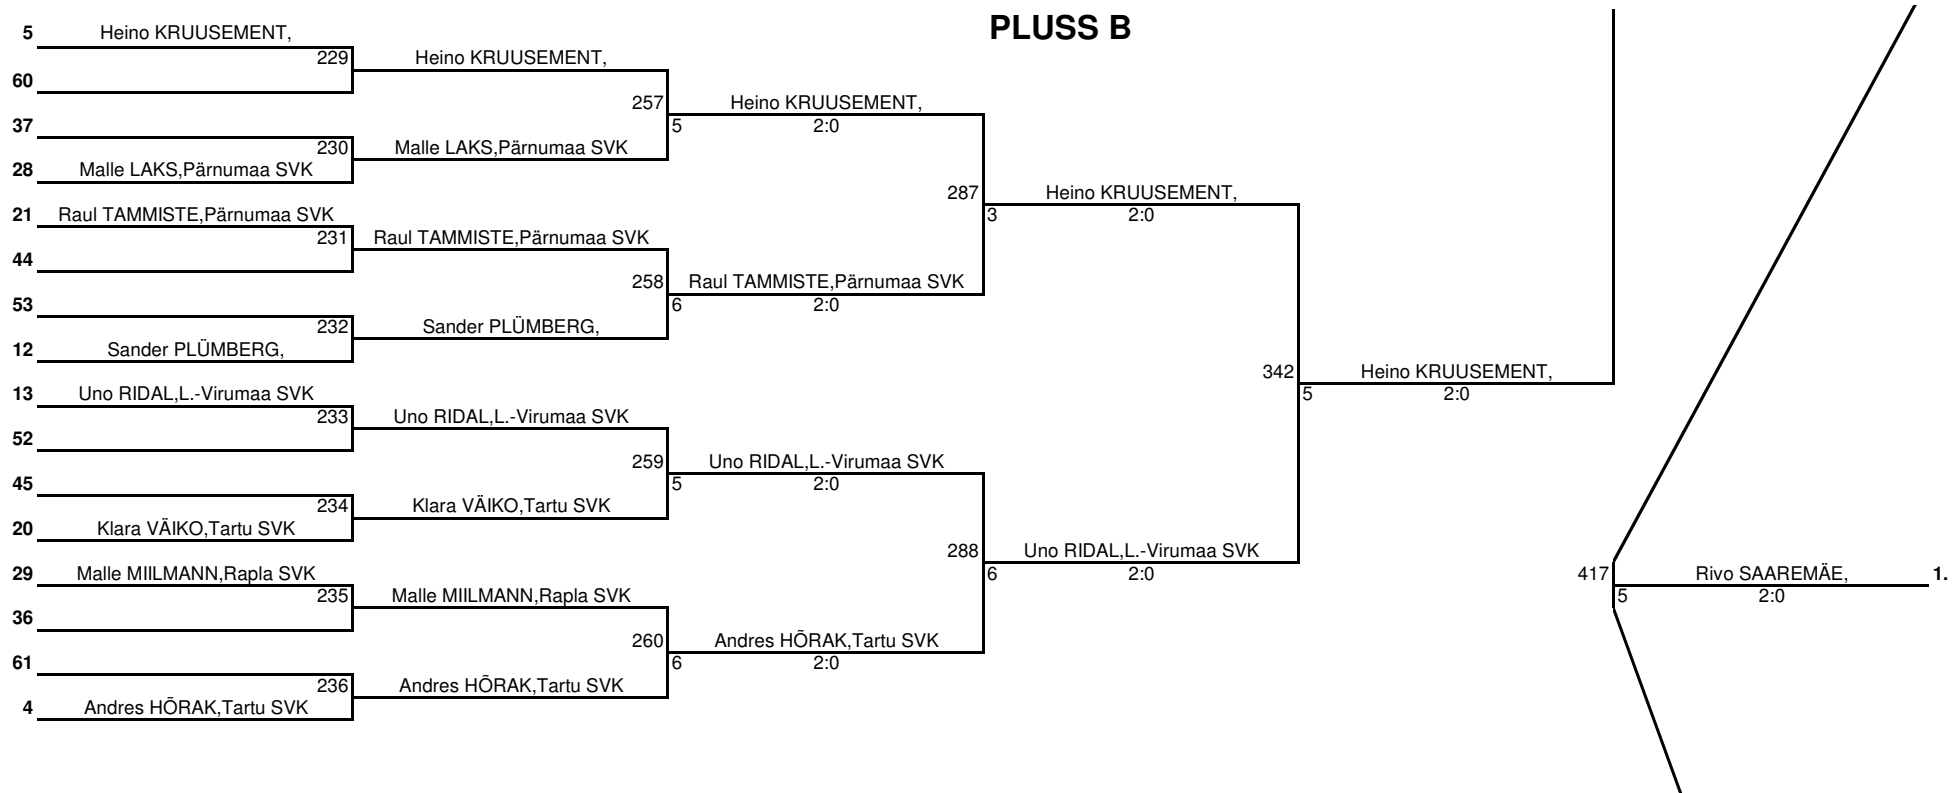 PLUSS B
5 Heino KRUUSEMENT,
229 Heino KRUUSEMENT,
60
257 Heino KRUUSEMENT,
37
5 2:0
230 Malle LAKS,Pärnumaa SVK
28 Malle LAKS,Pärnumaa SVK
287 Heino KRUUSEMENT,
3 2:0
21 Raul TAMMISTE,Pärnumaa SVK
231 Raul TAMMISTE,Pärnumaa SVK
44
258 Raul TAMMISTE,Pärnumaa SVK
53
6 2:0
232 Sander PLÜMBERG,
12 Sander PLÜMBERG,
342 Heino KRUUSEMENT,
5 2:0
13 Uno RIDAL,L.-Virumaa SVK
233 Uno RIDAL,L.-Virumaa SVK
52
259 Uno RIDAL,L.-Virumaa SVK
45
5 2:0
234 Klara VÄIKO,Tartu SVK
20 Klara VÄIKO,Tartu SVK
288 Uno RIDAL,L.-Virumaa SVK
6 2:0
29 Malle MIILMANN,Rapla SVK
417 Rivo SAAREMÄE, 1.
5 2:0
235 Malle MIILMANN,Rapla SVK
36
260 Andres HÕRAK,Tartu SVK
61
6 2:0
236 Andres HÕRAK,Tartu SVK
4 Andres HÕRAK,Tartu SVK